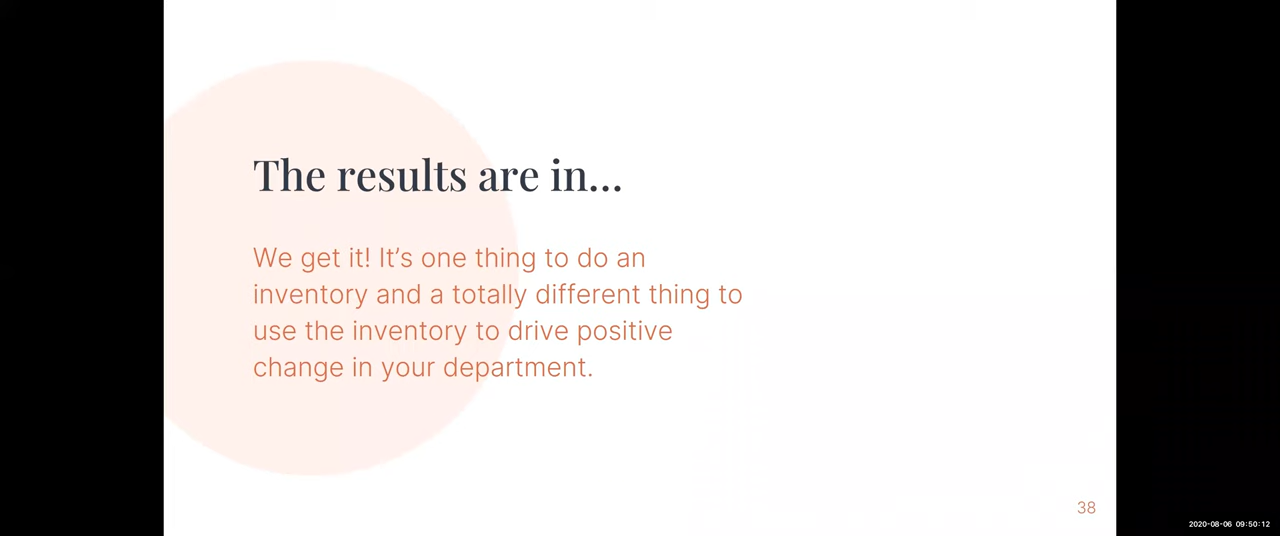 The results are in...
We get it! It’s one thing to do an
inventory and a totally different thing to
use the inventory to drive positive
change in your department.
38
2020-08-06 09:50:12